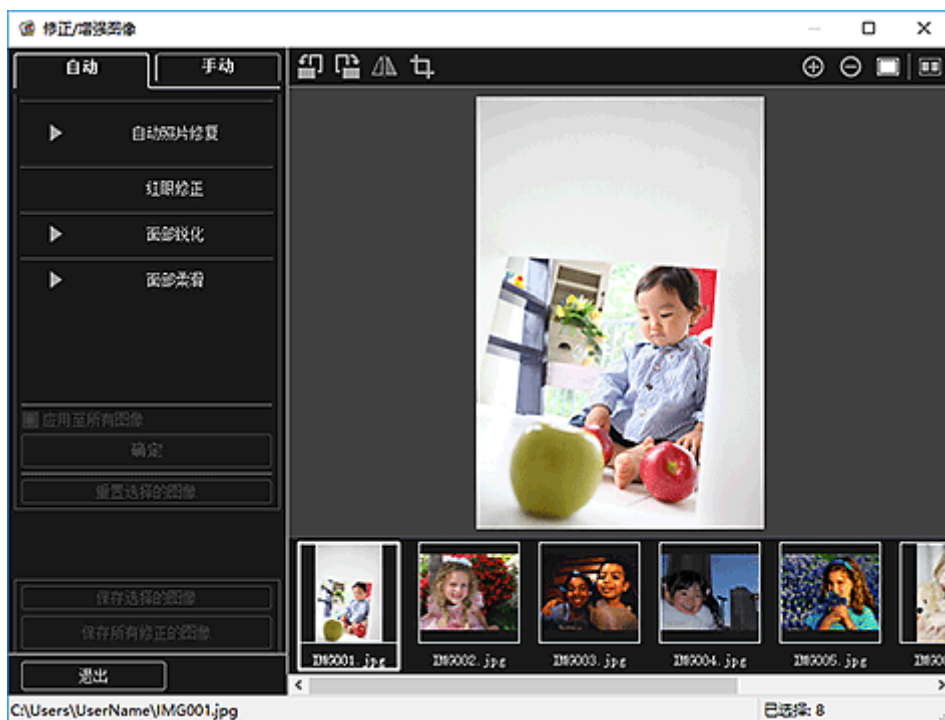 修正/增强图像
自动 手动
自动照片修复
红眼修正
面部锐化
面部柔滑
应用至所有图像
确定
重置选择的图像
保存选择的图像
保存所有修正的图像
退出
IMG001.jpg IMG002.jpg IMG003.jpg IMG004.jpg IMG005.jpg
C:\Users\UserName\IMG001.jpg 已选择: 8